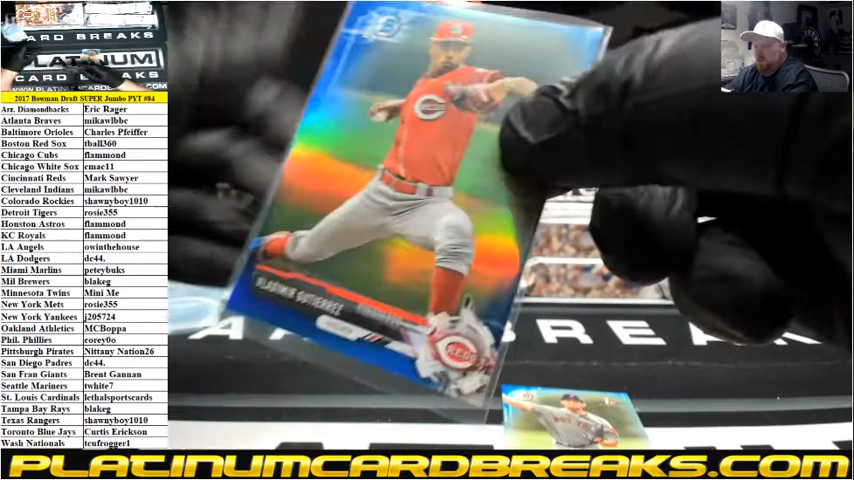 CARD BREAKS
PLATINUM
CARD BREAKS
2017 Bowman Draft SUPER Jumbo PYT #84
Arz. Diamondbacks Eric Rager
Atlanta Braves mikawlbbc
Baltimore Orioles Charles Pfeiffer
Boston Red Sox tball360
Chicago Cubs flammond
Chicago White Sox cmac11
Cincinnati Reds Mark Sawyer
Cleveland Indians mikawlbbc
Colorado Rockies shawnyboy1010
Detroit Tigers rosie355
Houston Astros flammond
KC Royals flammond
LA Angels owinthehouse
LA Dodgers dc44.
Miami Marlins peteybuks
Mil Brewers blakeg
Minnesota Twins Mini Me
New York Mets rosie355
New York Yankees j205724
Oakland Athletics MCBoppa
Phil. Phillies corey0o
Pittsburgh Pirates Nittany Nation26
San Diego Padres dc44.
San Fran Giants Brent Gannan
Seattle Mariners twhite7
St. Louis Cardinals lethalsportscards
Tampa Bay Rays blakeg
Texas Rangers shawnyboy1010
Toronto Blue Jays Curtis Erickson
Wash Nationals tcufrogger1
VLADIMIR GUTIERREZ
REDS
PLATINUMCARDBREAKS.COM